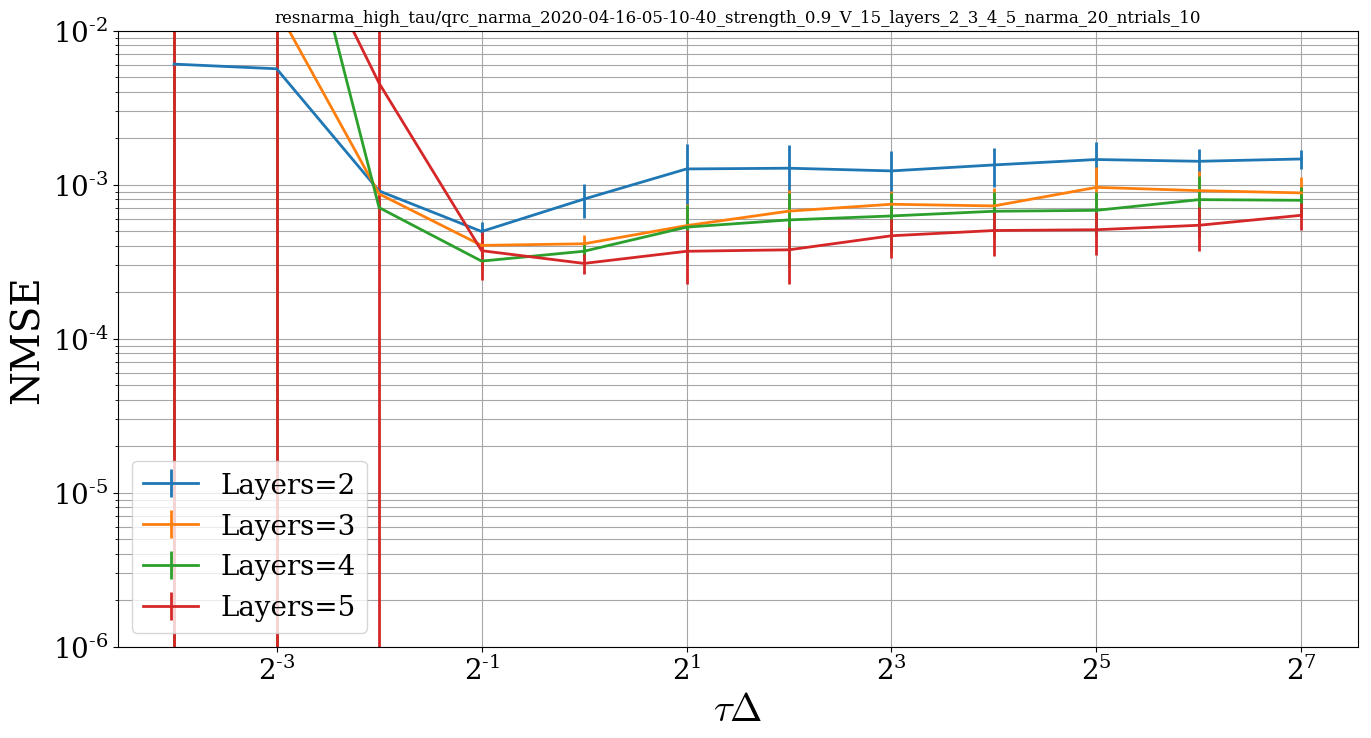 resnarma_high_tau/qrc_narma_2020-04-16-05-10-40_strength_0.9_V_15_layers_2_3_4_5_narma_20_ntrials_10
10^-2
10^-3
10^-4
10^-5
10^-6
NMSE
Layers=2
Layers=3
Layers=4
Layers=5
2^-3 2^-1 2^1 2^3 2^5 2^7
τΔ